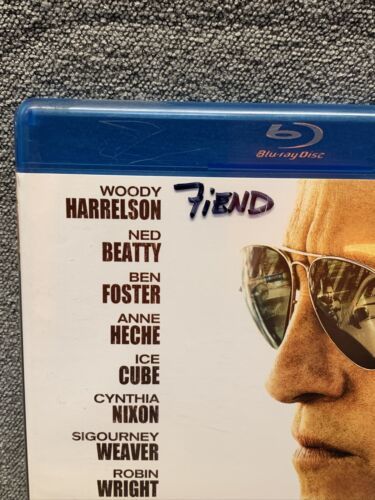 Blu-ray Disc
WOODY
HARRELSON
7iEND
NED
BEATTY
BEN
FOSTER
ANNE
HECHE
ICE
CUBE
CYNTHIA
NIXON
SIGOURNEY
WEAVER
ROBIN
WRIGHT